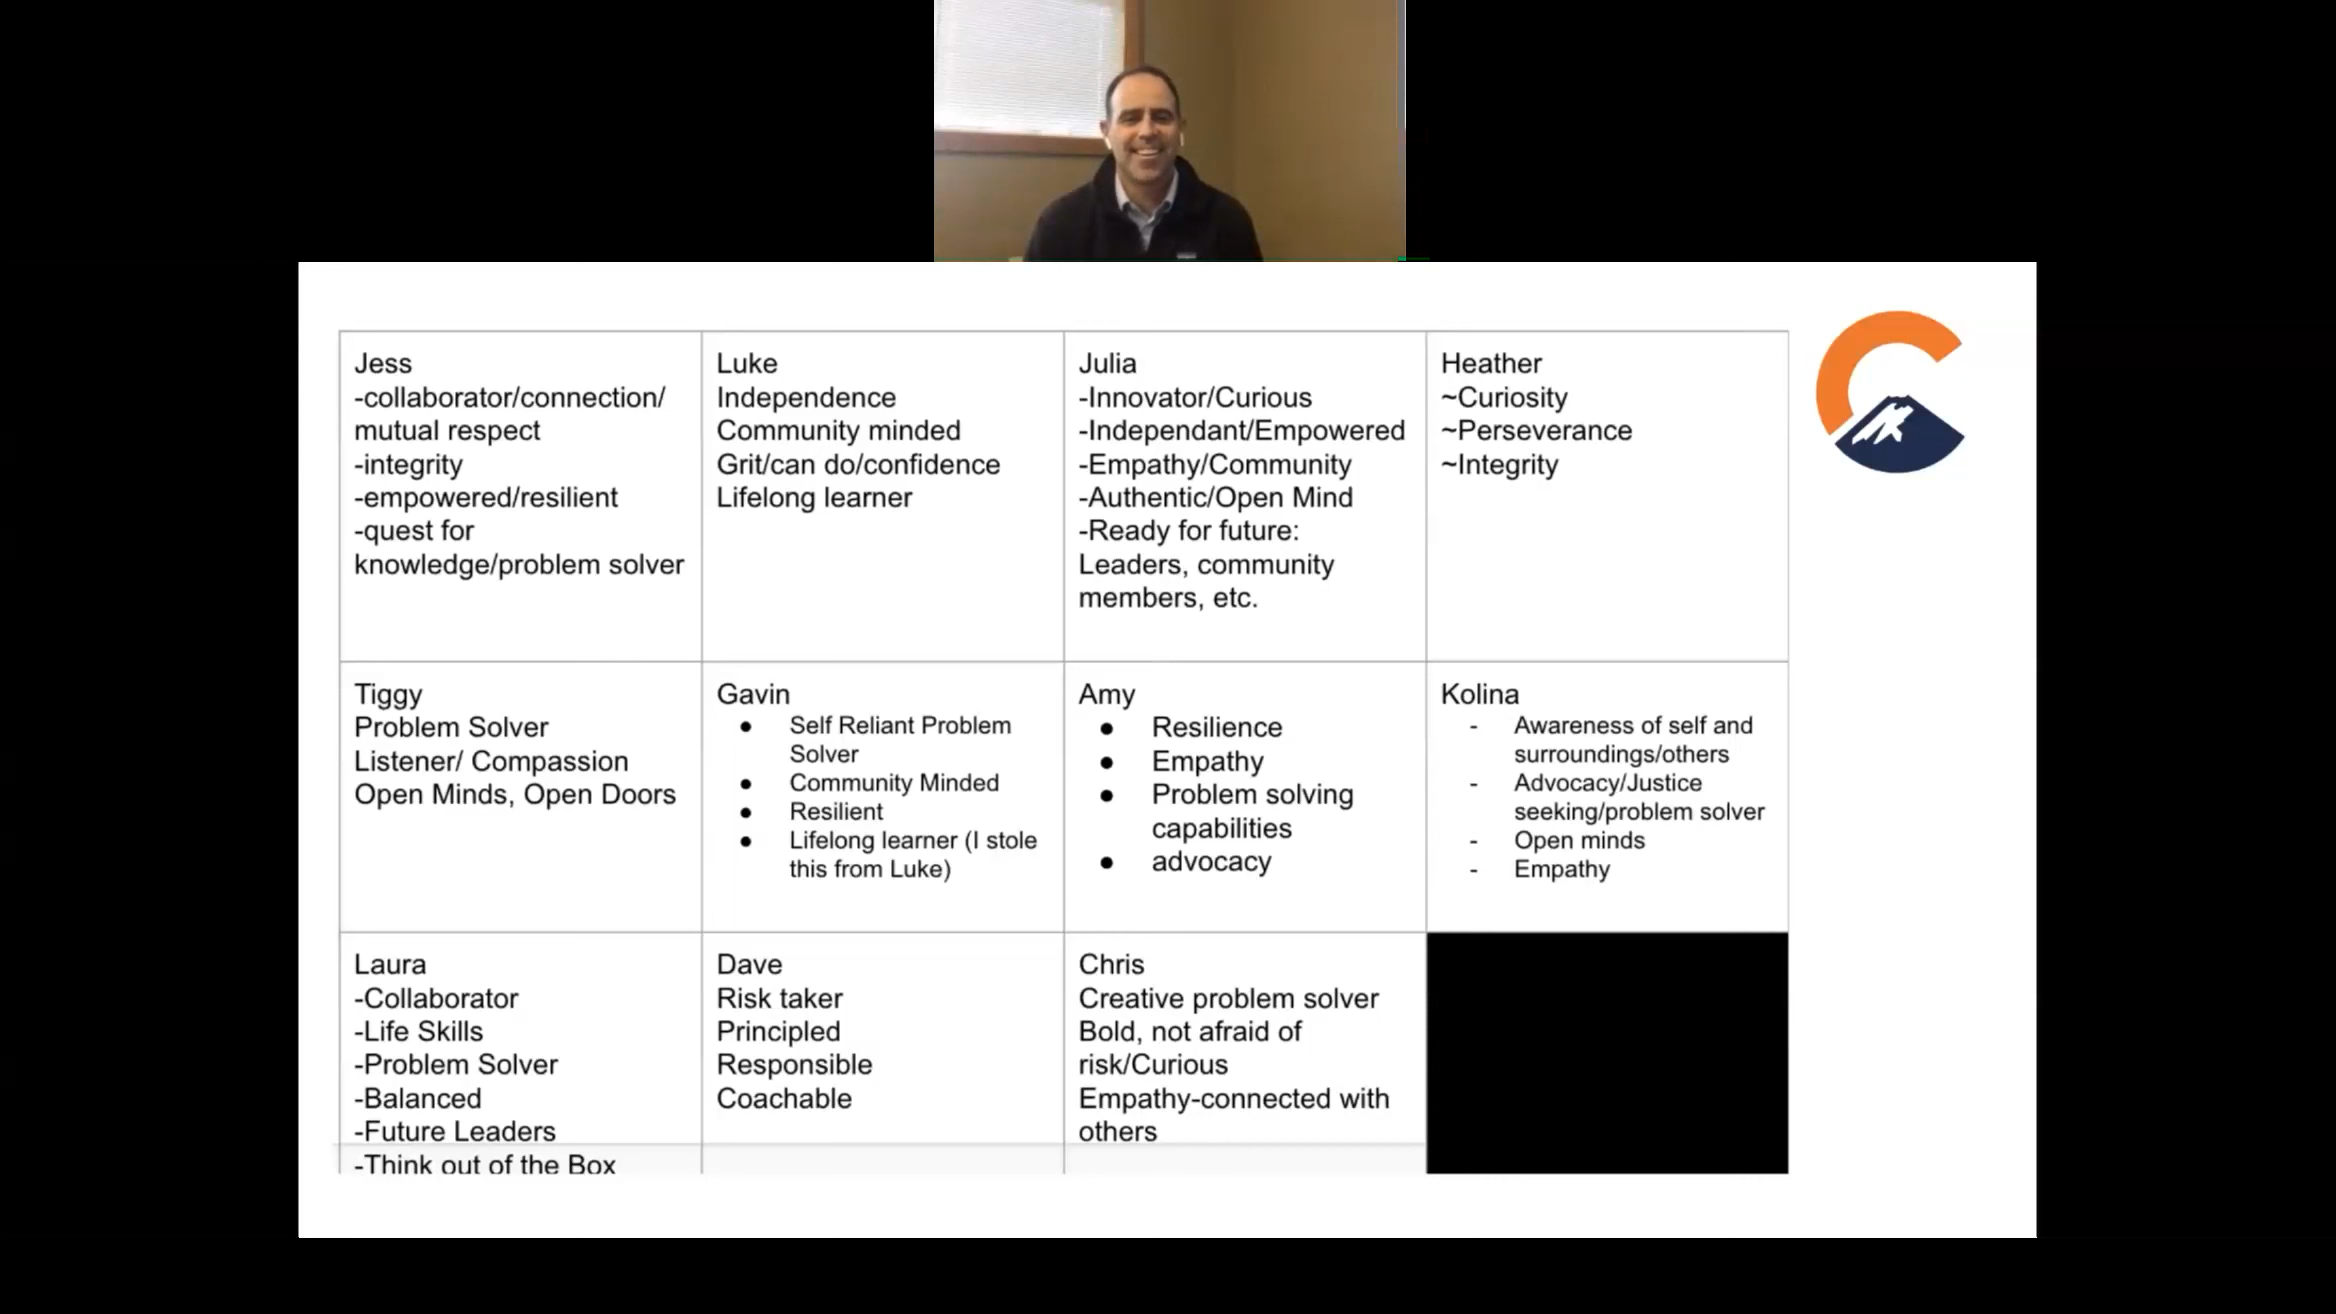 Jess
-collaborator/connection/
mutual respect
-integrity
-empowered/resilient
-quest for
knowledge/problem solver
Luke
Independence
Community minded
Grit/can do/confidence
Lifelong learner
Julia
-Innovator/Curious
-Independant/Empowered
-Empathy/Community
-Authentic/Open Mind
-Ready for future:
Leaders, community
members, etc.
Heather
~Curiosity
~Perseverance
~Integrity
Tiggy
Problem Solver
Listener/ Compassion
Open Minds, Open Doors
Gavin
● Self Reliant Problem
Solver
● Community Minded
● Resilient
● Lifelong learner (I stole
this from Luke)
Amy
● Resilience
● Empathy
● Problem solving
capabilities
● advocacy
Kolina
- Awareness of self and
surroundings/others
- Advocacy/Justice
seeking/problem solver
- Open minds
- Empathy
Laura
-Collaborator
-Life Skills
-Problem Solver
-Balanced
-Future Leaders
-Think out of the Box
Dave
Risk taker
Principled
Responsible
Coachable
Chris
Creative problem solver
Bold, not afraid of
risk/Curious
Empathy-connected with
others